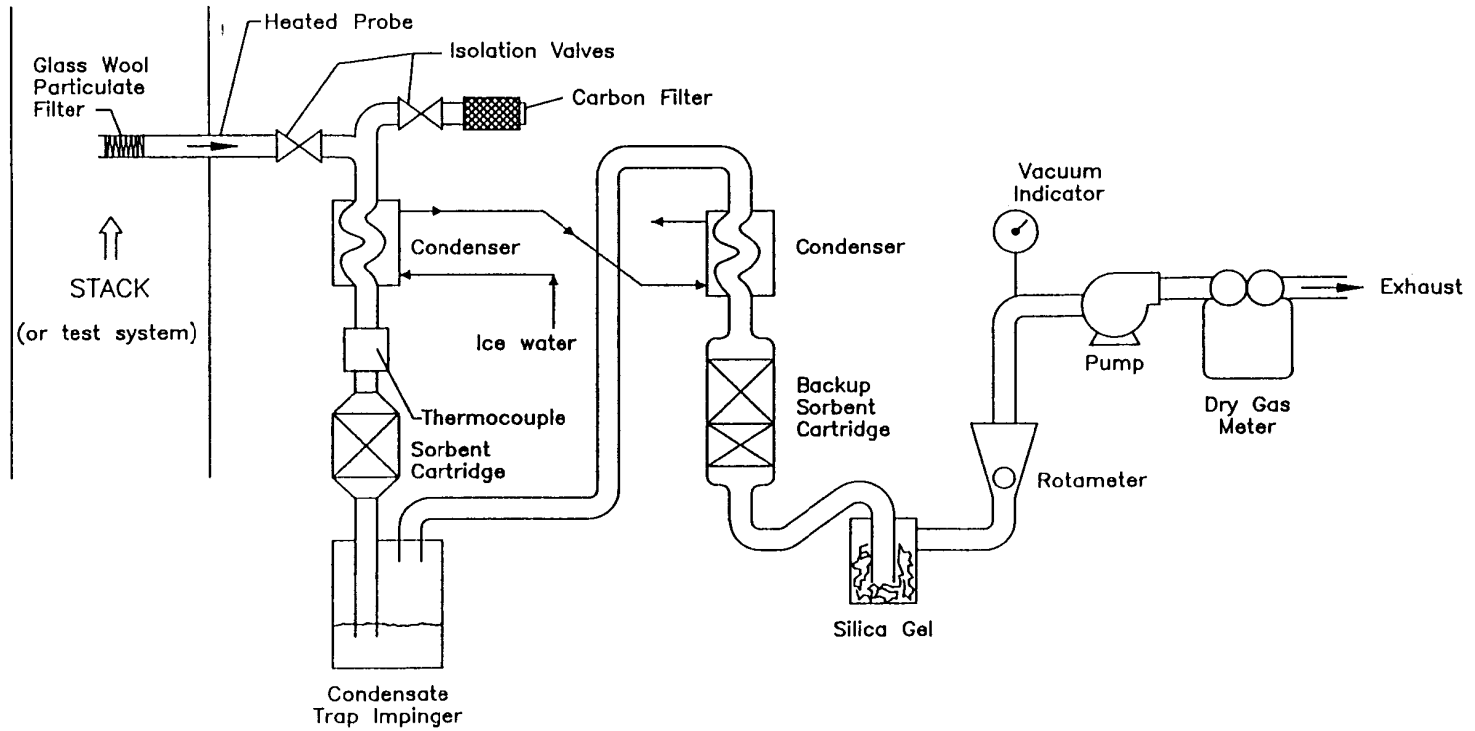 Heated Probe
Isolation Valves
Glass Wool
Particulate
Filter
Carbon Filter
Vacuum
Indicator
Condenser
Condenser
STACK
(or test system)
Exhaust
Ice water
Pump
Backup
Sorbent
Cartridge
Dry Gas
Meter
Thermocouple
Sorbent
Cartridge
Rotameter
Silica Gel
Condensate
Trap Impinger